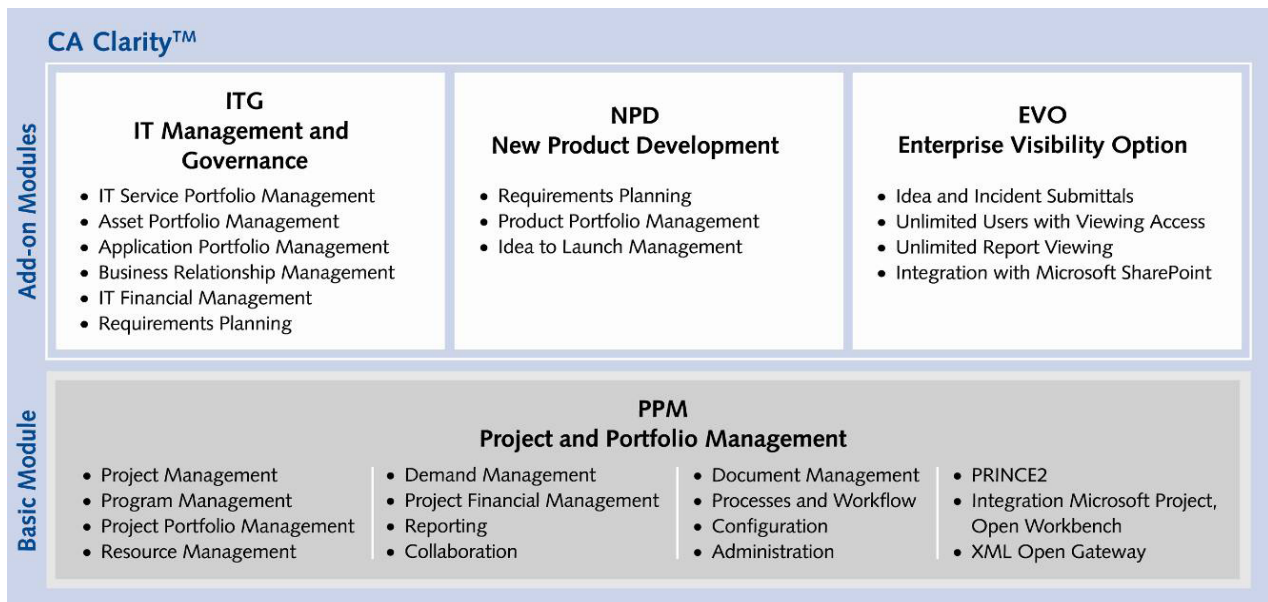 CA Clarity™
Add-on Modules
ITG
IT Management and
Governance
• IT Service Portfolio Management
• Asset Portfolio Management
• Application Portfolio Management
• Business Relationship Management
• IT Financial Management
• Requirements Planning
NPD
New Product Development
• Requirements Planning
• Product Portfolio Management
• Idea to Launch Management
EVO
Enterprise Visibility Option
• Idea and Incident Submittals
• Unlimited Users with Viewing Access
• Unlimited Report Viewing
• Integration with Microsoft SharePoint
Basic Module
PPM
Project and Portfolio Management
• Project Management
• Program Management
• Project Portfolio Management
• Resource Management
• Demand Management
• Project Financial Management
• Reporting
• Collaboration
• Document Management
• Processes and Workflow
• Configuration
• Administration
• PRINCE2
• Integration Microsoft Project,
Open Workbench
• XML Open Gateway